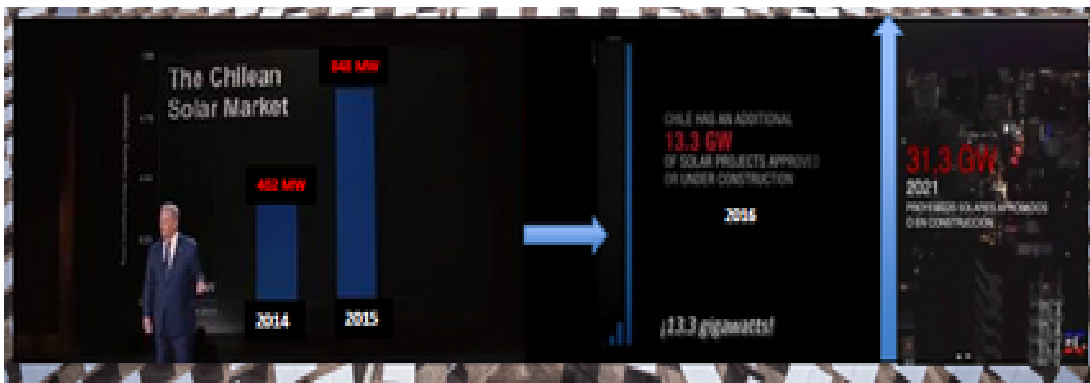 The Chilean
Solar Market
402 MW
848 MW
2014
2015
CHILE HAS AN ADDITIONAL
13.3 GW
OF SOLAR PROJECTS APPROVED
OR UNDER CONSTRUCTION
2016
¡13.3 gigawatts!
31,3 GW
2021
PROYECTOS SOLARES APROBADOS
O EN CONSTRUCCIÓN